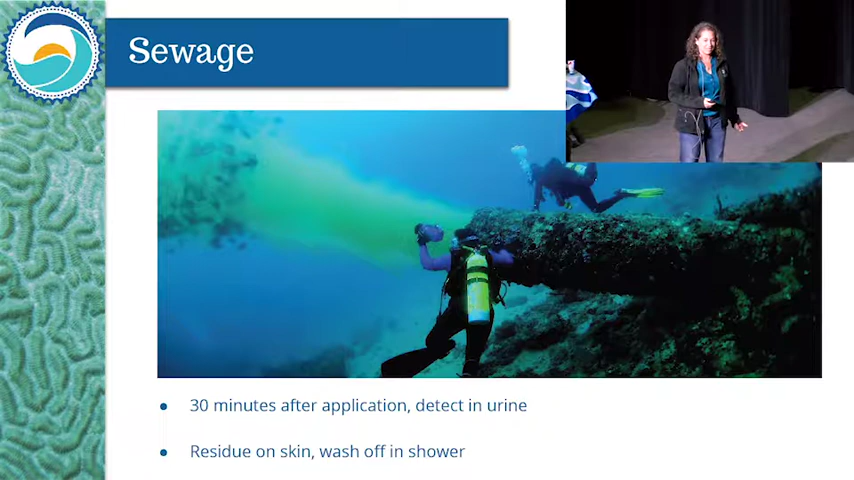 Sewage
30 minutes after application, detect in urine
Residue on skin, wash off in shower